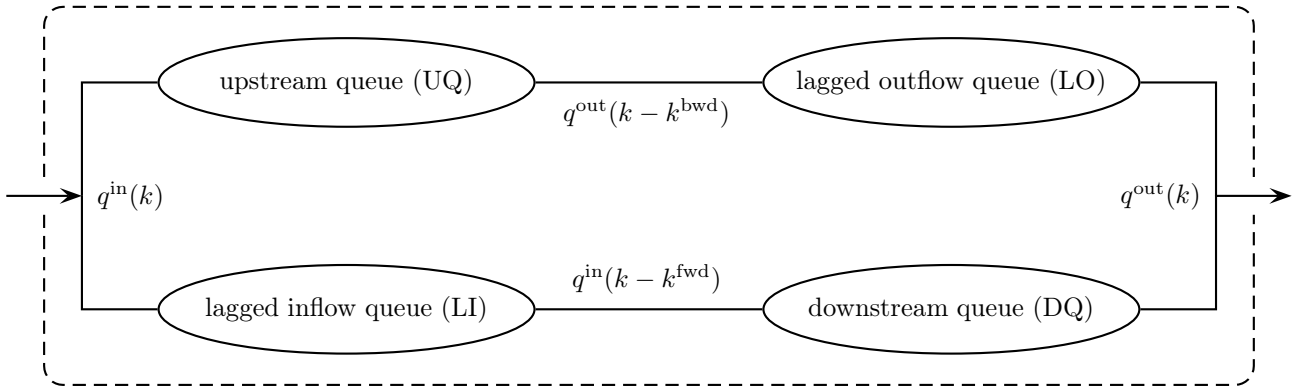 upstream queue (UQ)
lagged outflow queue (LO)
q^out(k − k^bwd)
q^in(k)
q^out(k)
q^in(k − k^fwd)
lagged inflow queue (LI)
downstream queue (DQ)